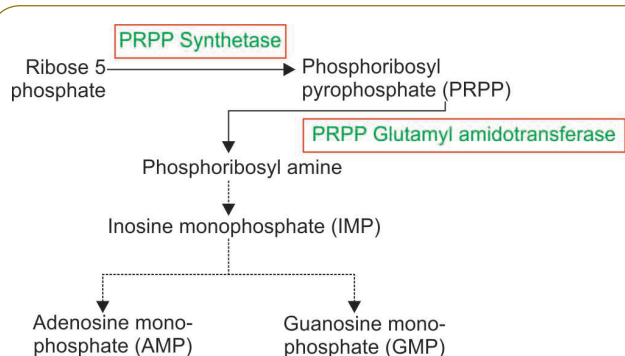 PRPP Synthetase
Ribose 5
phosphate
Phosphoribosyl
pyrophosphate (PRPP)
PRPP Glutamyl amidotransferase
Phosphoribosyl amine
Inosine monophosphate (IMP)
Adenosine mono-
phosphate (AMP)
Guanosine mono-
phosphate (GMP)